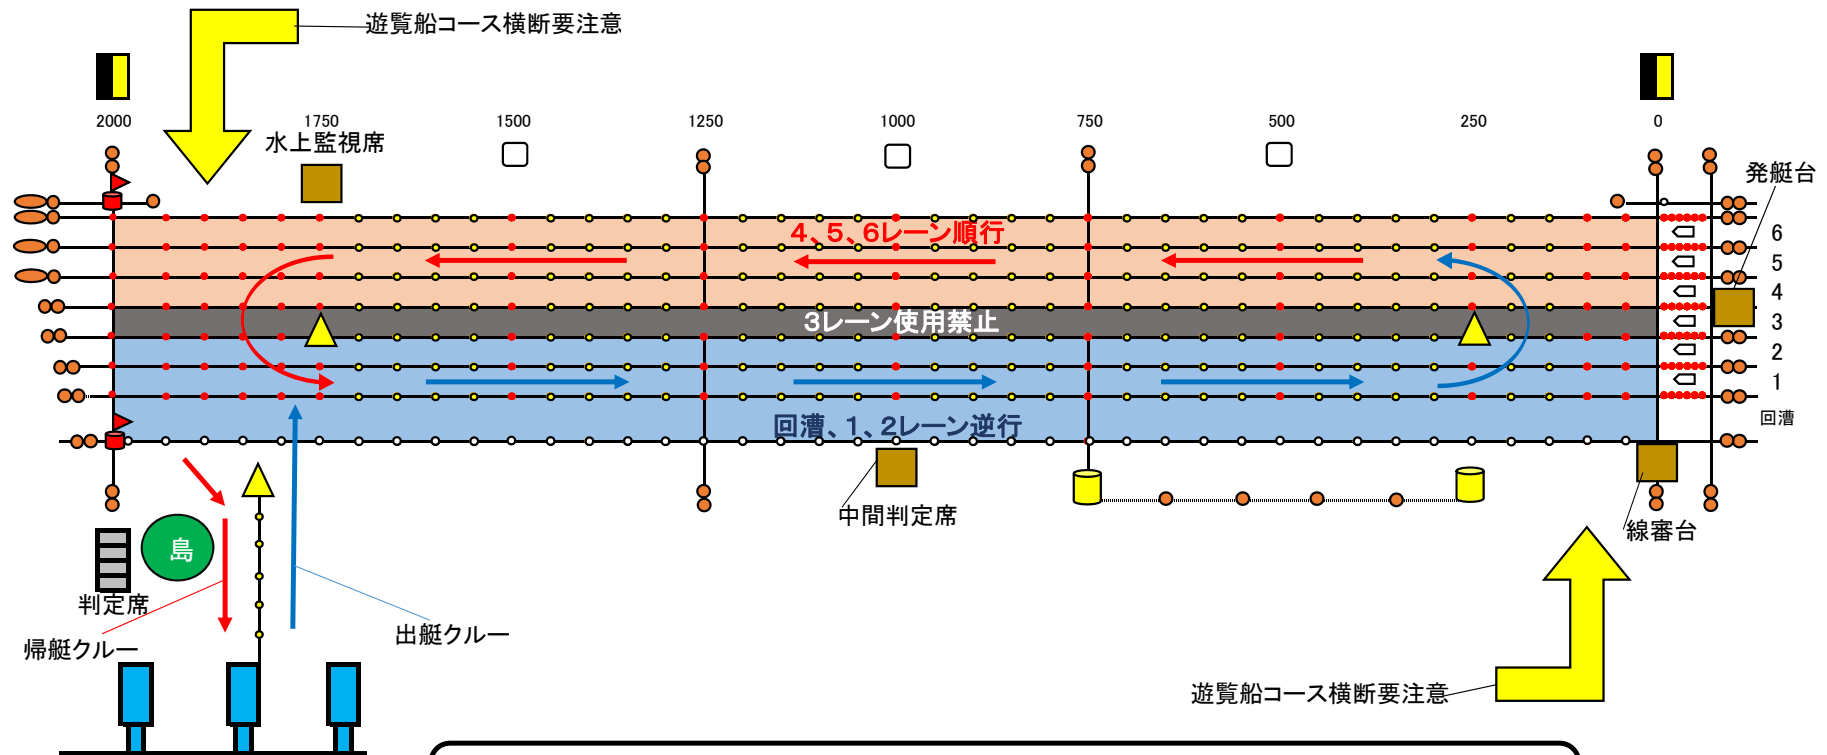 遊覧船コース横断要注意
2000 1750 1500 1250 1000 750 500 250 0
水上監視席
発艇台
4、5、6レーン順行
6
5
4
3レーン使用禁止
3
2
1
回漕、1、2レーン逆行
回漕
中間判定席
線審台
島
判定席
帰艇クルー
出艇クルー
遊覧船コース横断要注意